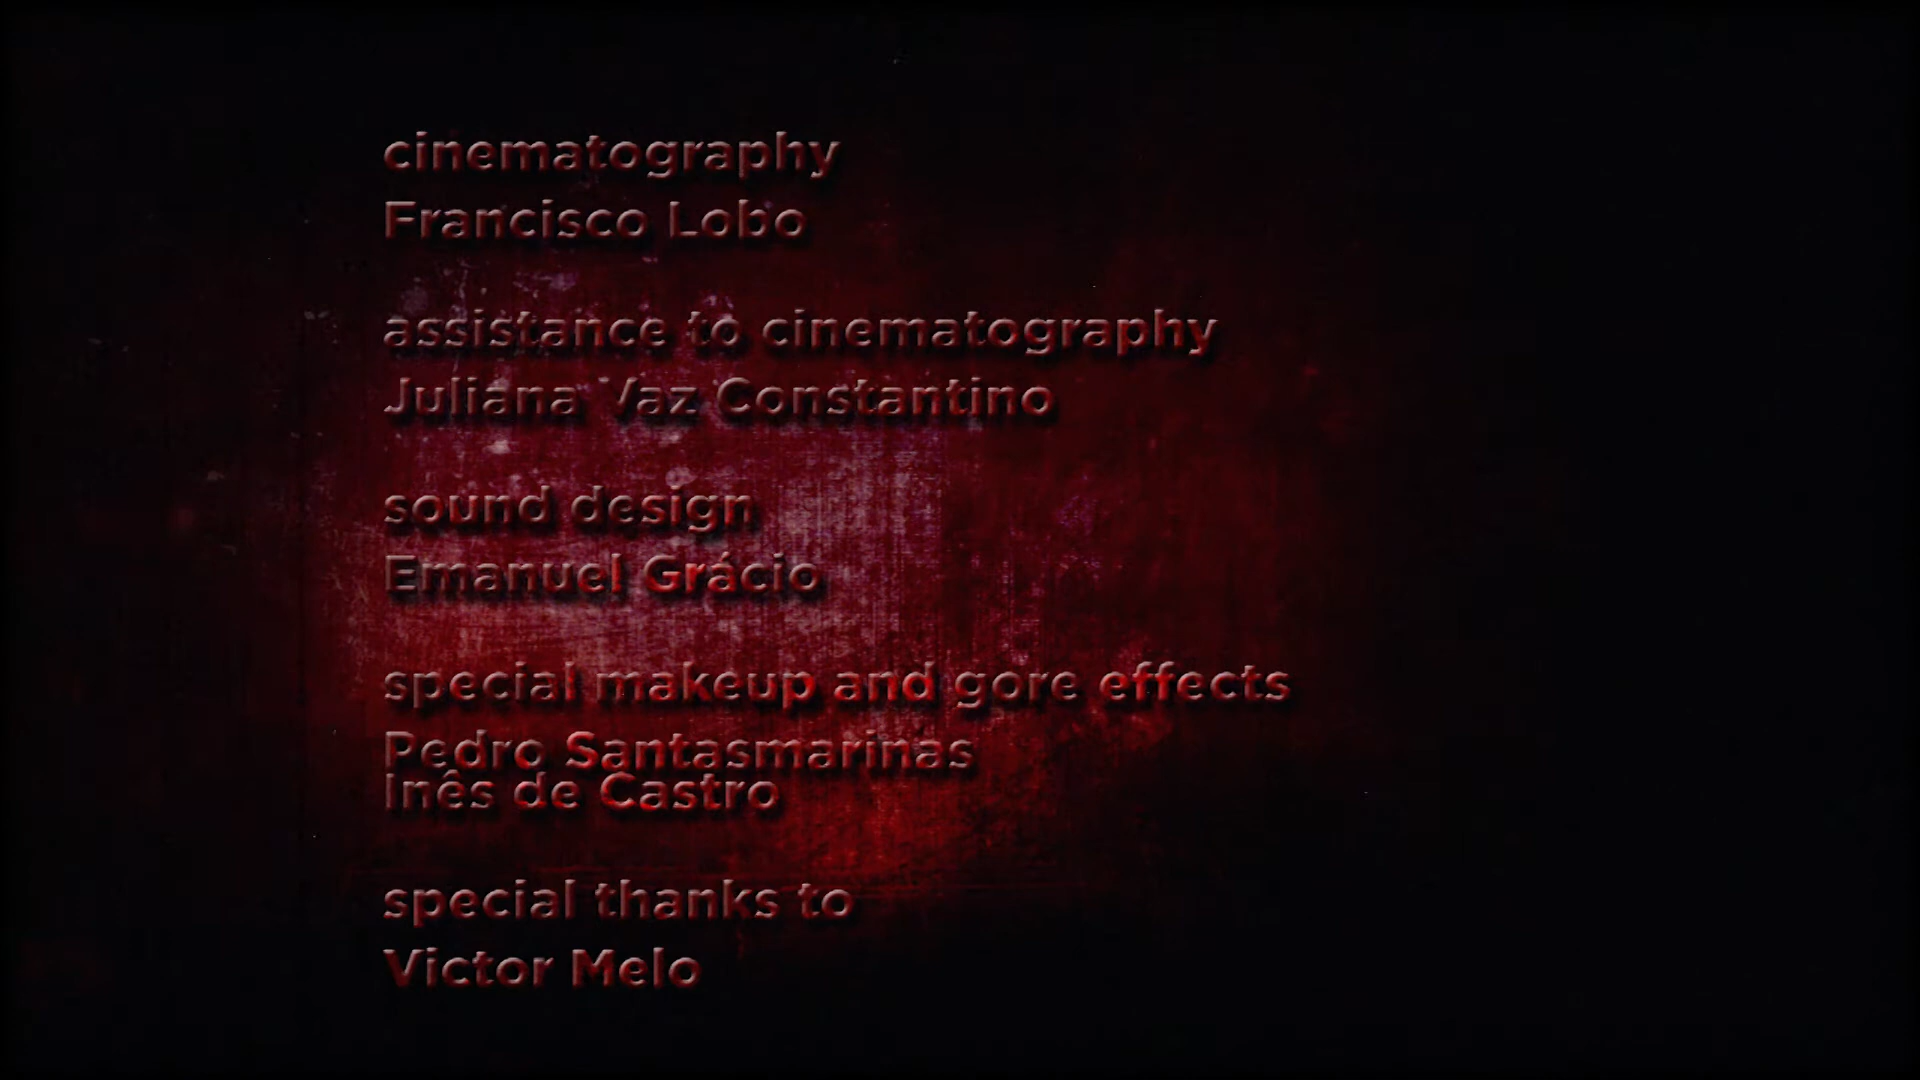 cinematography
Francisco Lobo
assistance to cinematography
Juliana Vaz Constantino
sound design
Emanuel Grácio
special makeup and gore effects
Pedro Santasmarinas
Inês de Castro
special thanks to
Victor Melo